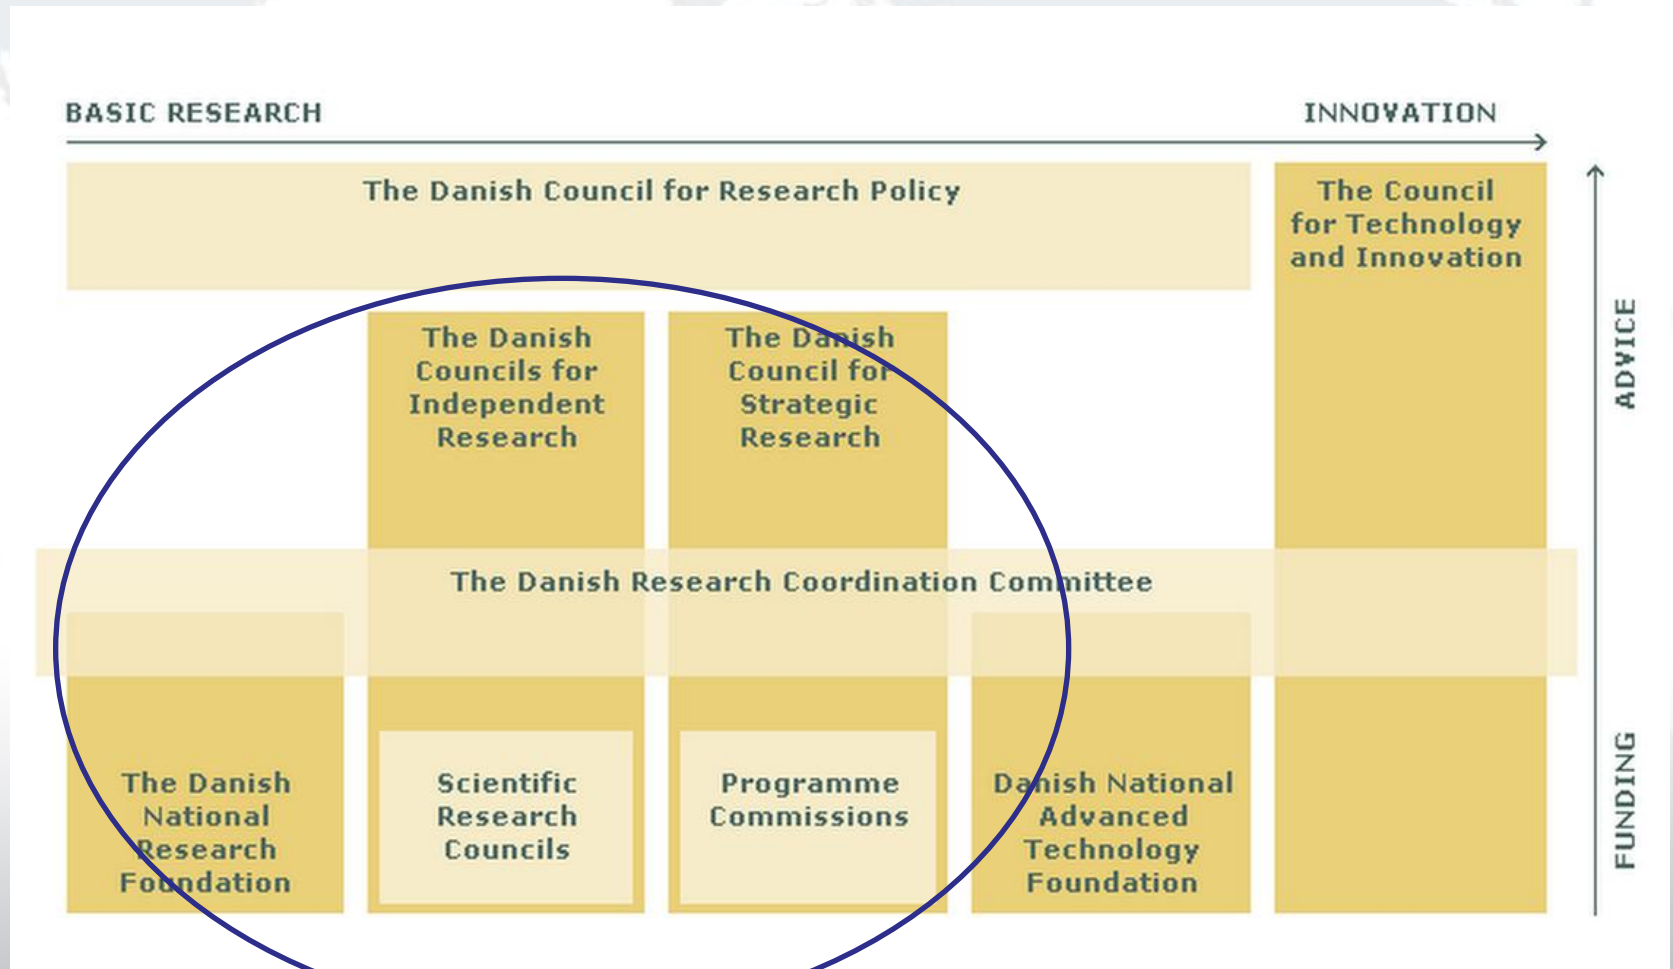 BASIC RESEARCH
INNOVATION
The Danish Council for Research Policy
The Council
for Technology
and Innovation
The Danish
Councils for
Independent
Research
The Danish
Council for
Strategic
Research
ADVICE
The Danish Research Coordination Committee
The Danish
National
Research
Foundation
Scientific
Research
Councils
Programme
Commissions
Danish National
Advanced
Technology
Foundation
FUNDING